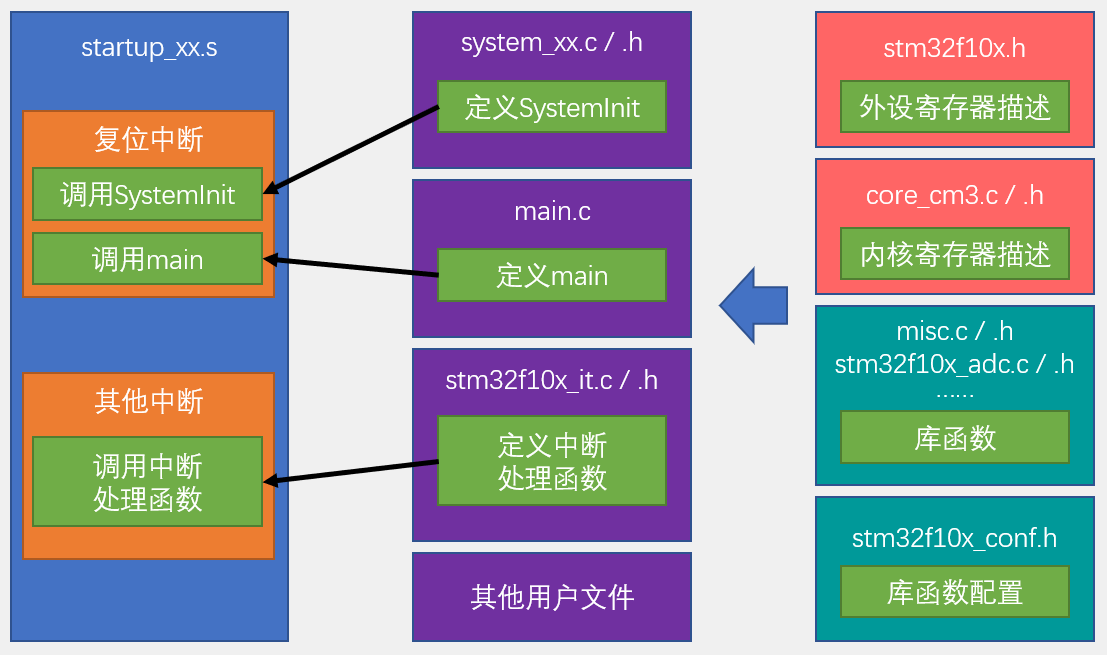 startup_xx.s
复位中断
调用SystemInit
调用main
其他中断
调用中断
处理函数
system_xx.c / .h
定义SystemInit
main.c
定义main
stm32f10x_it.c / .h
定义中断
处理函数
其他用户文件
stm32f10x.h
外设寄存器描述
core_cm3.c / .h
内核寄存器描述
misc.c / .h
stm32f10x_adc.c / .h
……
库函数
stm32f10x_conf.h
库函数配置